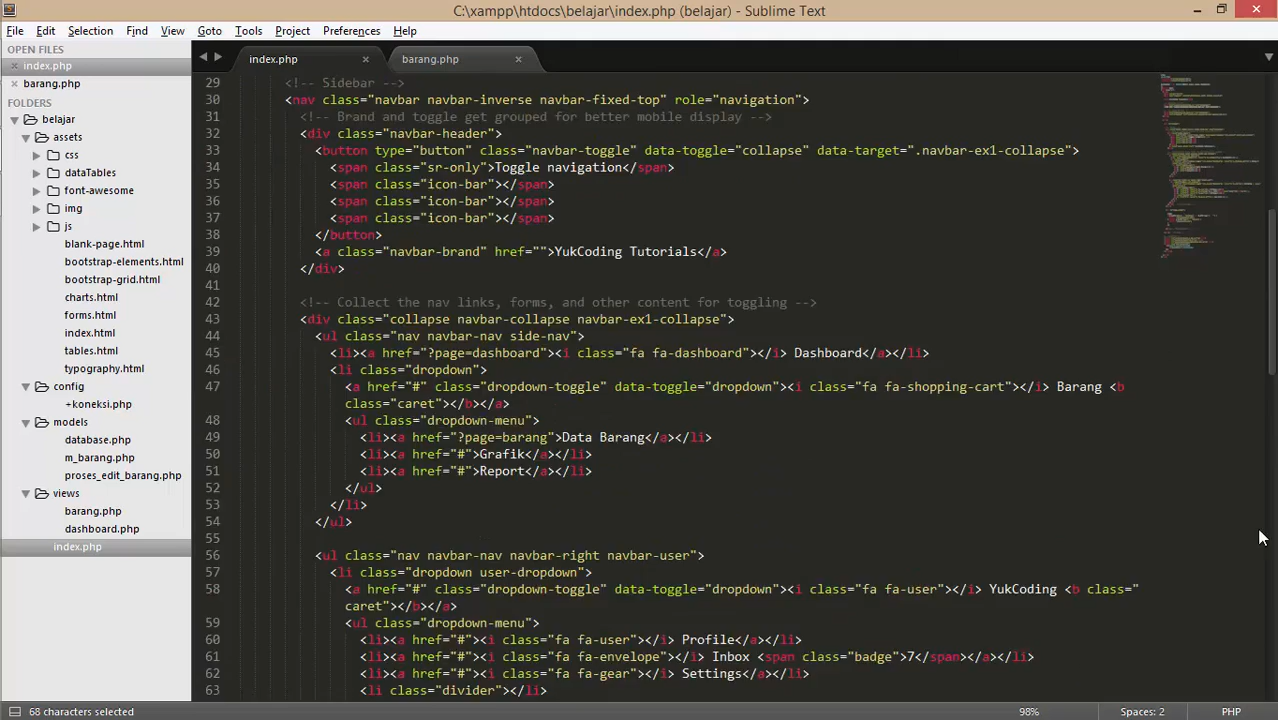 C:\xampp\htdocs\belajar\index.php (belajar) - Sublime Text
File Edit Selection Find View Goto Tools Project Preferences Help
OPEN FILES
index.php
barang.php
FOLDERS
belajar
assets
css
dataTables
font-awesome
img
js
blank-page.html
bootstrap-elements.html
bootstrap-grid.html
charts.html
forms.html
index.html
tables.html
typography.html
config
+koneksi.php
models
database.php
m_barang.php
proses_edit_barang.php
views
barang.php
dashboard.php
index.php
index.php barang.php
29 <!-- Sidebar -->
30 <nav class="navbar navbar-inverse navbar-fixed-top" role="navigation">
31 <!-- Brand and toggle get grouped for better mobile display -->
32 <div class="navbar-header">
33 <button type="button" class="navbar-toggle" data-toggle="collapse" data-target=".navbar-ex1-collapse">
34 <span class="sr-only">Toggle navigation</span>
35 <span class="icon-bar"></span>
36 <span class="icon-bar"></span>
37 <span class="icon-bar"></span>
38 </button>
39 <a class="navbar-brand" href="">YukCoding Tutorials</a>
40 </div>
41
42 <!-- Collect the nav links, forms, and other content for toggling -->
43 <div class="collapse navbar-collapse navbar-ex1-collapse">
44 <ul class="nav navbar-nav side-nav">
45 <li><a href="?page=dashboard"><i class="fa fa-dashboard"></i> Dashboard</a></li>
46 <li class="dropdown">
47 <a href="#" class="dropdown-toggle" data-toggle="dropdown"><i class="fa fa-shopping-cart"></i> Barang <b
class="caret"></b></a>
48 <ul class="dropdown-menu">
49 <li><a href="?page=barang">Data Barang</a></li>
50 <li><a href="#">Grafik</a></li>
51 <li><a href="#">Report</a></li>
52 </ul>
53 </li>
54 </ul>
55
56 <ul class="nav navbar-nav navbar-right navbar-user">
57 <li class="dropdown user-dropdown">
58 <a href="#" class="dropdown-toggle" data-toggle="dropdown"><i class="fa fa-user"></i> YukCoding <b class="
caret"></b></a>
59 <ul class="dropdown-menu">
60 <li><a href="#"><i class="fa fa-user"></i> Profile</a></li>
61 <li><a href="#"><i class="fa fa-envelope"></i> Inbox <span class="badge">7</span></a></li>
62 <li><a href="#"><i class="fa fa-gear"></i> Settings</a></li>
63 <li class="divider"></li>
68 characters selected 98% Spaces: 2 PHP